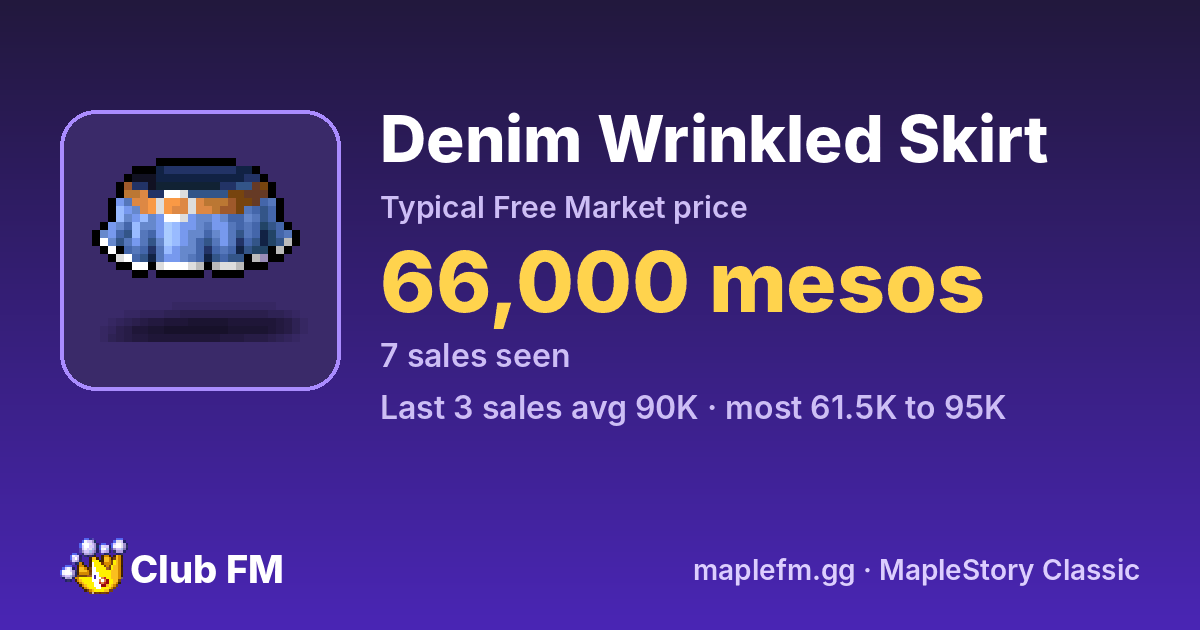 Denim Wrinkled Skirt
Typical Free Market price
66,000 mesos
7 sales seen
Last 3 sales avg 90K · most 61.5K to 95K
Club FM
maplefm.gg · MapleStory Classic